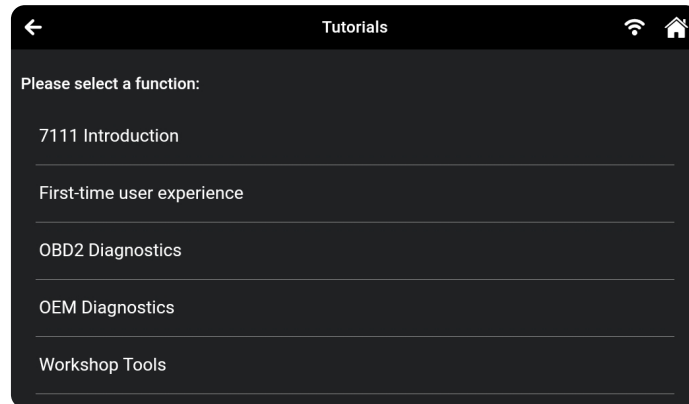 Tutorials
Please select a function:
7111 Introduction
First-time user experience
OBD2 Diagnostics
OEM Diagnostics
Workshop Tools